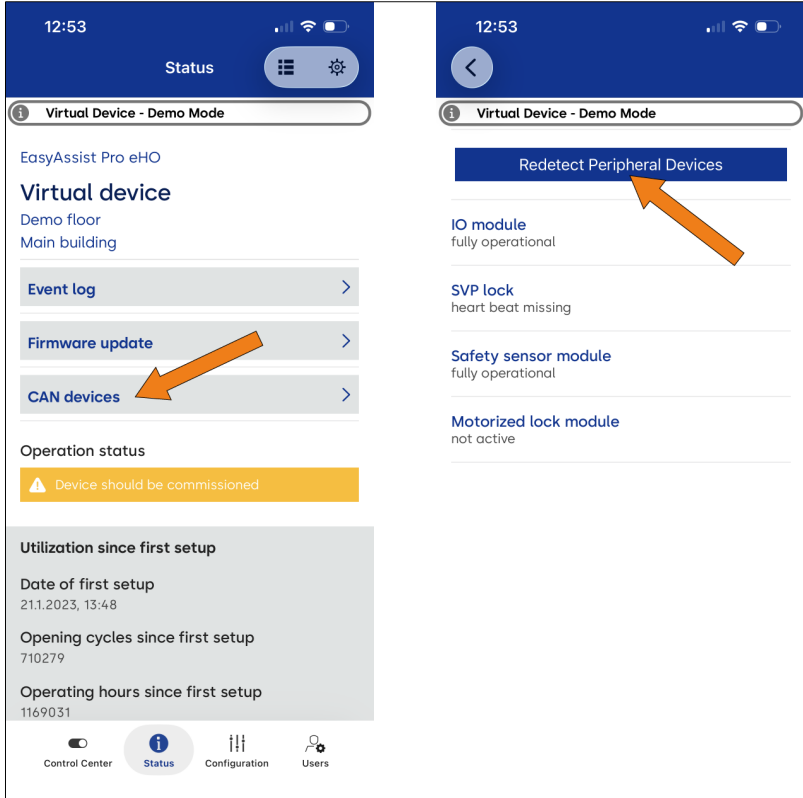 12:53
Status
Virtual Device - Demo Mode
EasyAssist Pro eHO
Virtual device
Demo floor
Main building
Event log
Firmware update
CAN devices
Operation status
Device should be commissioned
Utilization since first setup
Date of first setup
21.1.2023, 13:48
Opening cycles since first setup
710279
Operating hours since first setup
1169031
Control Center
Status
Configuration
Users
12:53
Virtual Device - Demo Mode
Redetect Peripheral Devices
IO module
fully operational
SVP lock
heart beat missing
Safety sensor module
fully operational
Motorized lock module
not active